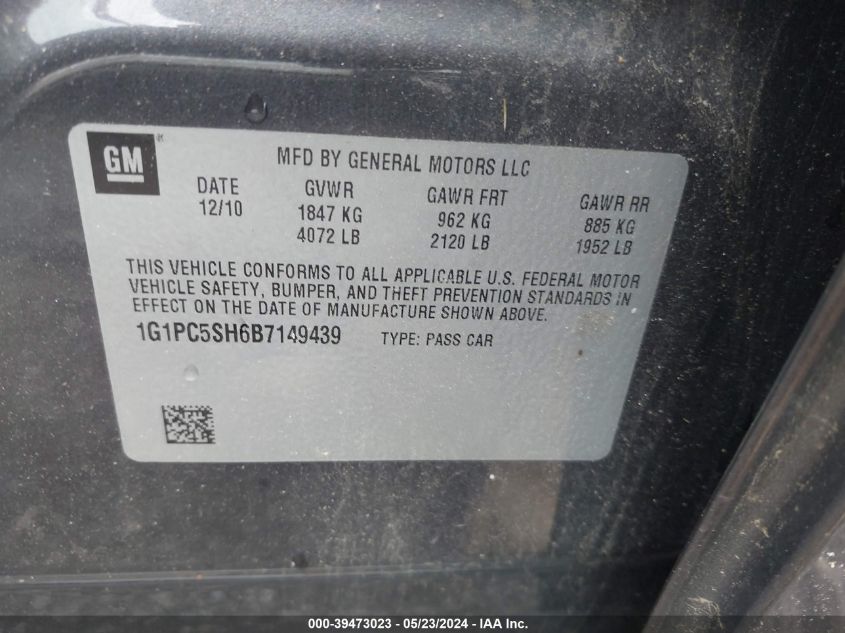 GM
MFD BY GENERAL MOTORS LLC
DATE GVWR GAWR FRT GAWR RR
12/10 1847 KG 962 KG 885 KG
4072 LB 2120 LB 1952 LB
THIS VEHICLE CONFORMS TO ALL APPLICABLE U.S. FEDERAL MOTOR
VEHICLE SAFETY, BUMPER, AND THEFT PREVENTION STANDARDS IN
EFFECT ON THE DATE OF MANUFACTURE SHOWN ABOVE.
1G1PC5SH6B7149439 TYPE: PASS CAR
000-39473023 - 05/23/2024 - IAA Inc.